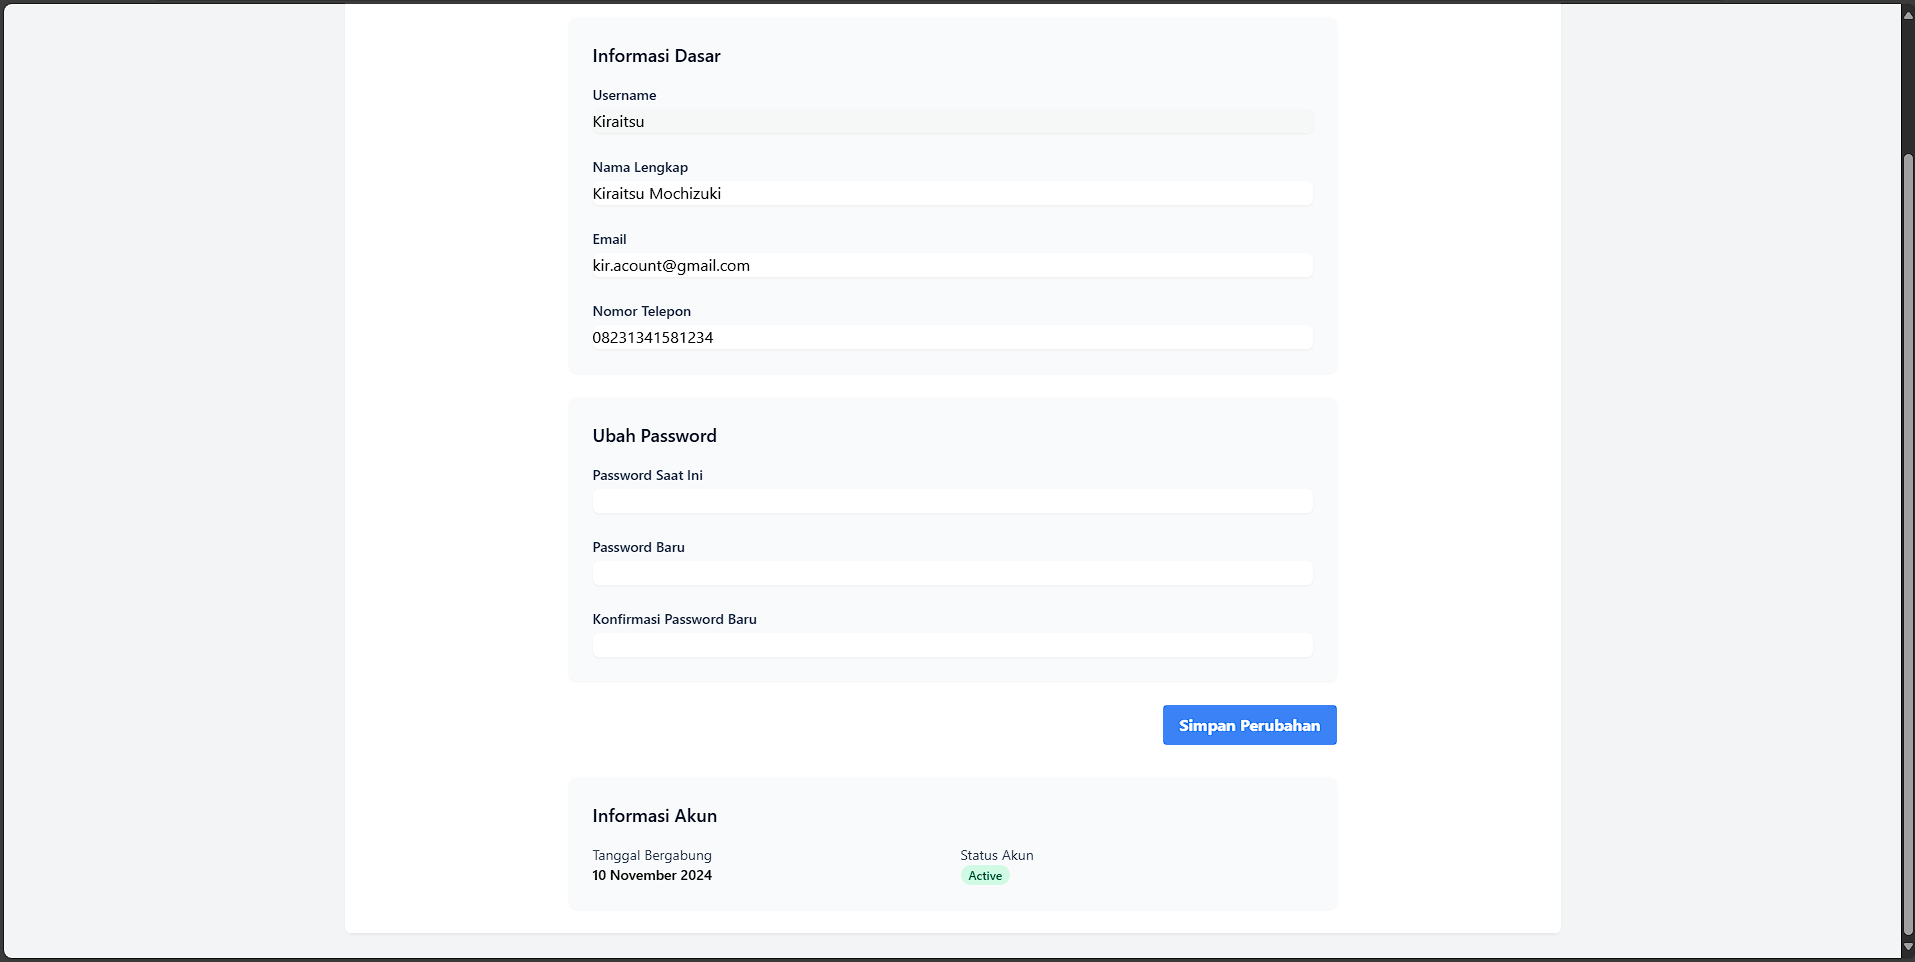 Informasi Dasar
Username
Kiraitsu
Nama Lengkap
Kiraitsu Mochizuki
Email
kir.acount@gmail.com
Nomor Telepon
08231341581234
Ubah Password
Password Saat Ini
Password Baru
Konfirmasi Password Baru
Simpan Perubahan
Informasi Akun
Tanggal Bergabung
10 November 2024
Status Akun
Active